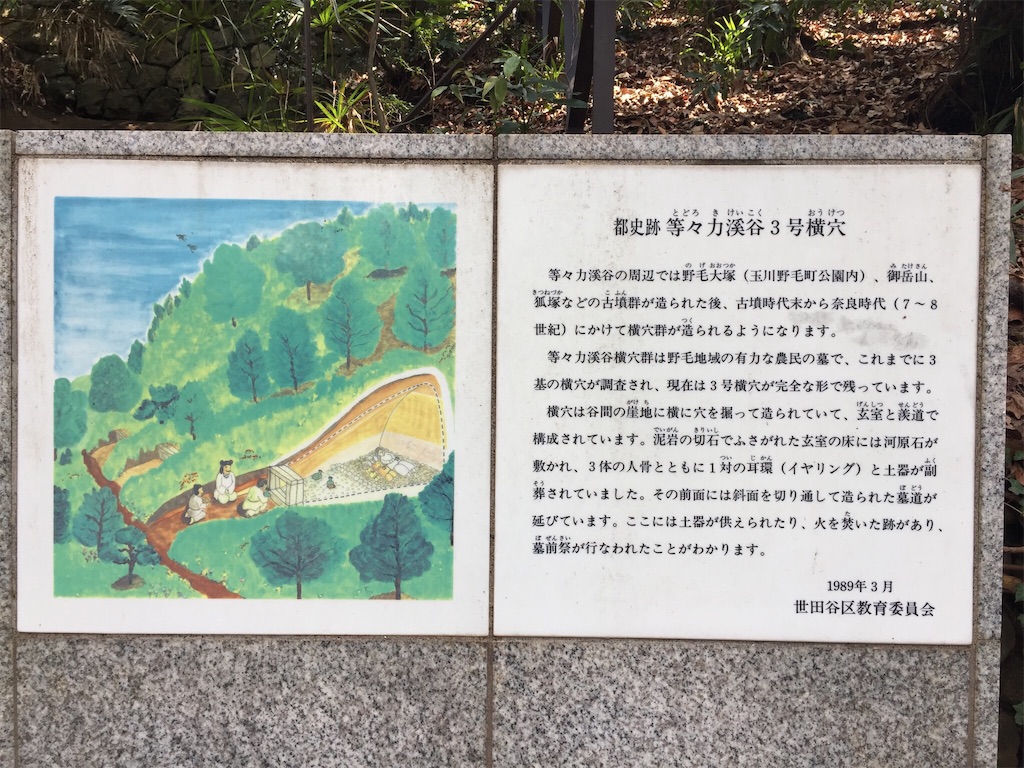 都史跡 等々力溪谷3号横穴
等々力溪谷の周辺では野毛大塚（玉川野毛町公園内）、御岳山、
狐塚などの古墳群が造られた後、古墳時代末から奈良時代（7～8
世紀）にかけて横穴群が造られるようになります。
等々力溪谷横穴群は野毛地域の有力な農民の墓で、これまでに3
基の横穴が調査され、現在は3号横穴が完全な形で残っています。
横穴は谷間の崖地に横に穴を掘って造られていて、玄室と羨道で
構成されています。泥岩の切石でふさがれた玄室の床には河原石が
敷かれ、3体の人骨とともに1対の耳環（イヤリング）と土器が副
葬されていました。その前面には斜面を切り通して造られた墓道が
延びています。ここには土器が供えられたり、火を焚いた跡があり、
墓前祭が行なわれたことがわかります。
1989年3月
世田谷区教育委員会